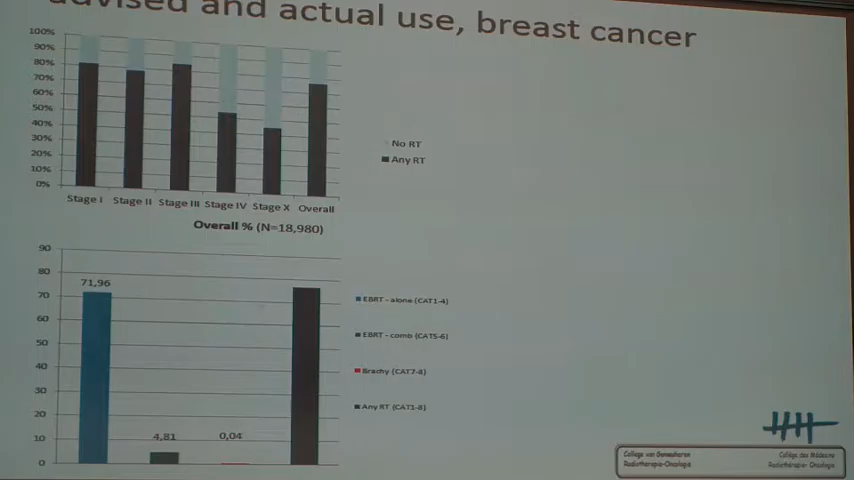 advised and actual use, breast cancer
100%
90%
80%
70%
60%
50%
40%
30%
20%
10%
0%
Stage I Stage II Stage III Stage IV Stage X Overall
No RT
Any RT
Overall % (N=18,980)
90
80
70
60
50
40
30
20
10
0
71,96
4,81
0,04
EBRT - alone (CAT1-4)
EBRT - comb (CAT5-6)
Brachy (CAT7-8)
Any RT (CAT1-8)
College van Geneesheren
Radiotherapie-Oncologie
Collège des Médecins
Radiothérapie- Oncologie